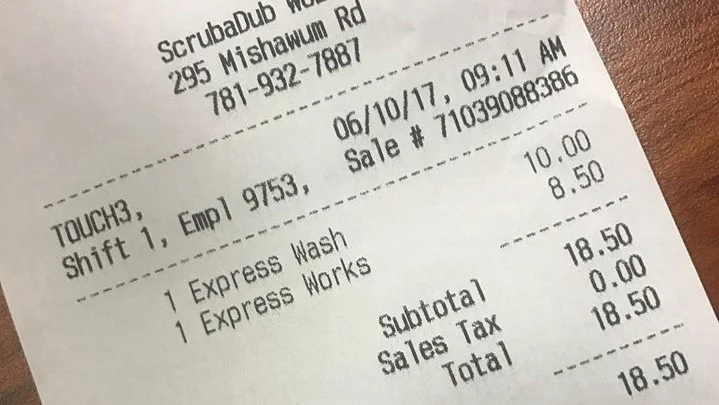 ScrubaDub
295 Mishawum Rd
781-932-7887
06/10/17, 09:11 AM
TOUCH3, Sale # 71039088386
Shift 1, Empl 9753,
1 Express Wash 10.00
1 Express Works 8.50
Subtotal 18.50
Sales Tax 0.00
Total 18.50
18.50